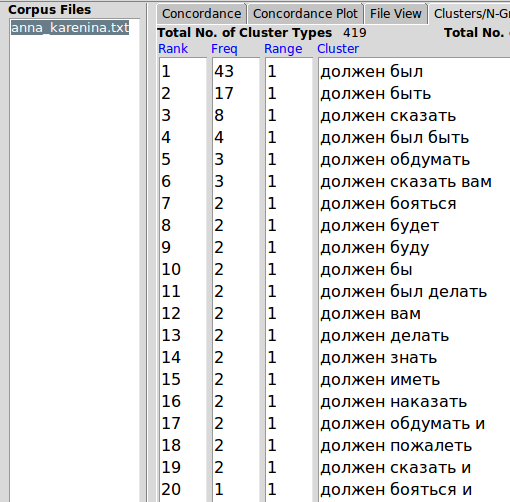 Corpus Files
anna_karenina.txt
Concordance Concordance Plot File View Clusters/N-Gr
Total No. of Cluster Types 419 Total No.
Rank Freq Range Cluster
1 43 1 должен был
2 17 1 должен быть
3 8 1 должен сказать
4 4 1 должен был быть
5 3 1 должен обдумать
6 3 1 должен сказать вам
7 2 1 должен бояться
8 2 1 должен будет
9 2 1 должен буду
10 2 1 должен бы
11 2 1 должен был делать
12 2 1 должен вам
13 2 1 должен делать
14 2 1 должен знать
15 2 1 должен иметь
16 2 1 должен наказать
17 2 1 должен обдумать и
18 2 1 должен пожалеть
19 2 1 должен сказать и
20 1 1 должен бояться и